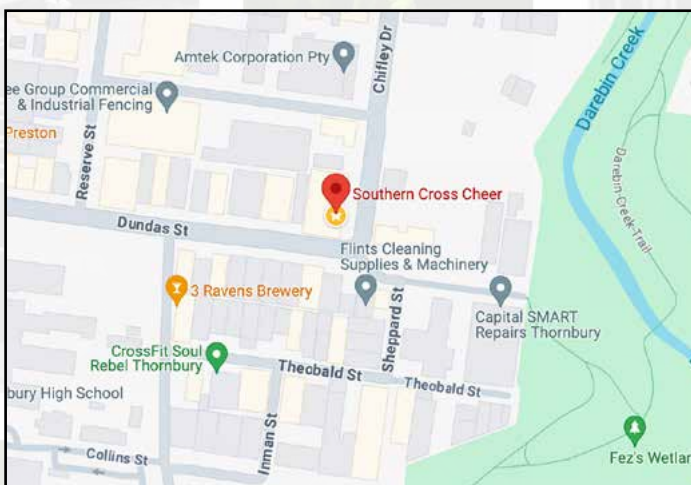 Amtek Corporation Pty
Chifley Dr
ee Group Commercial
& Industrial Fencing
Darebin Creek
Preston
Reserve St
Darebin-Creek-Trail
Southern Cross Cheer
Dundas St
Flints Cleaning
Supplies & Machinery
3 Ravens Brewery
Sheppard St
Capital SMART
Repairs Thornbury
CrossFit Soul
Rebel Thornbury
Theobald St
Theobald St
bury High School
Inman St
Collins St
Fez's Wetlan